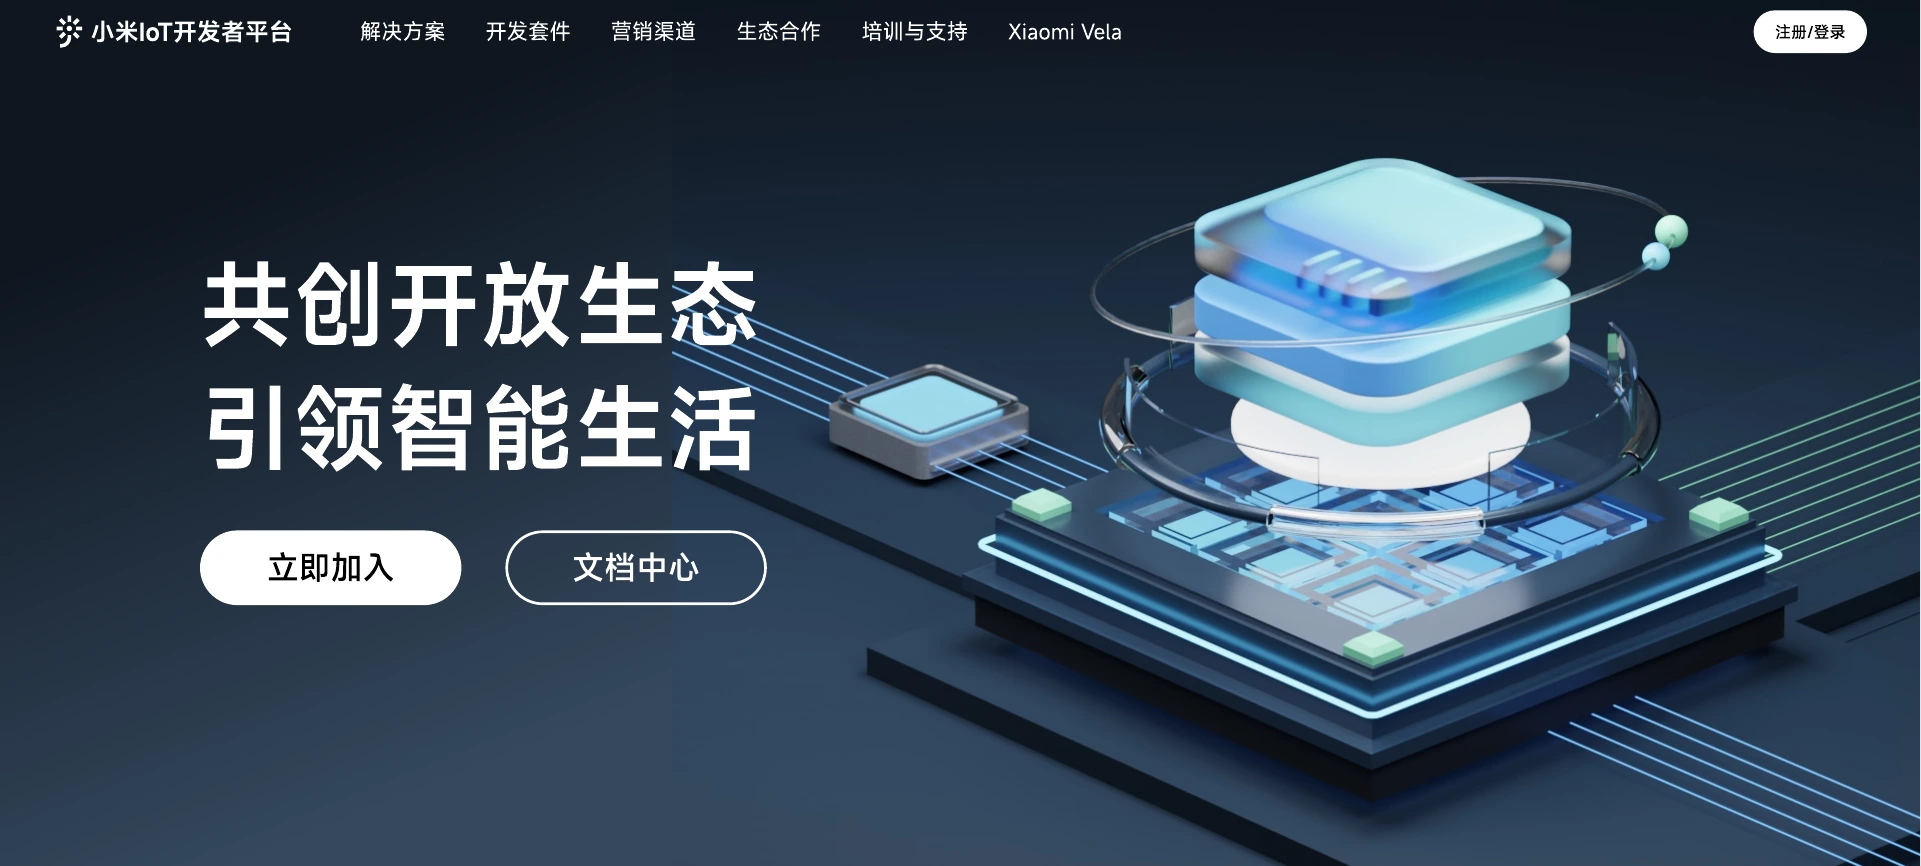 小米IoT开发者平台
解决方案
开发套件
营销渠道
生态合作
培训与支持
Xiaomi Vela
注册/登录
共创开放生态
引领智能生活
立即加入
文档中心